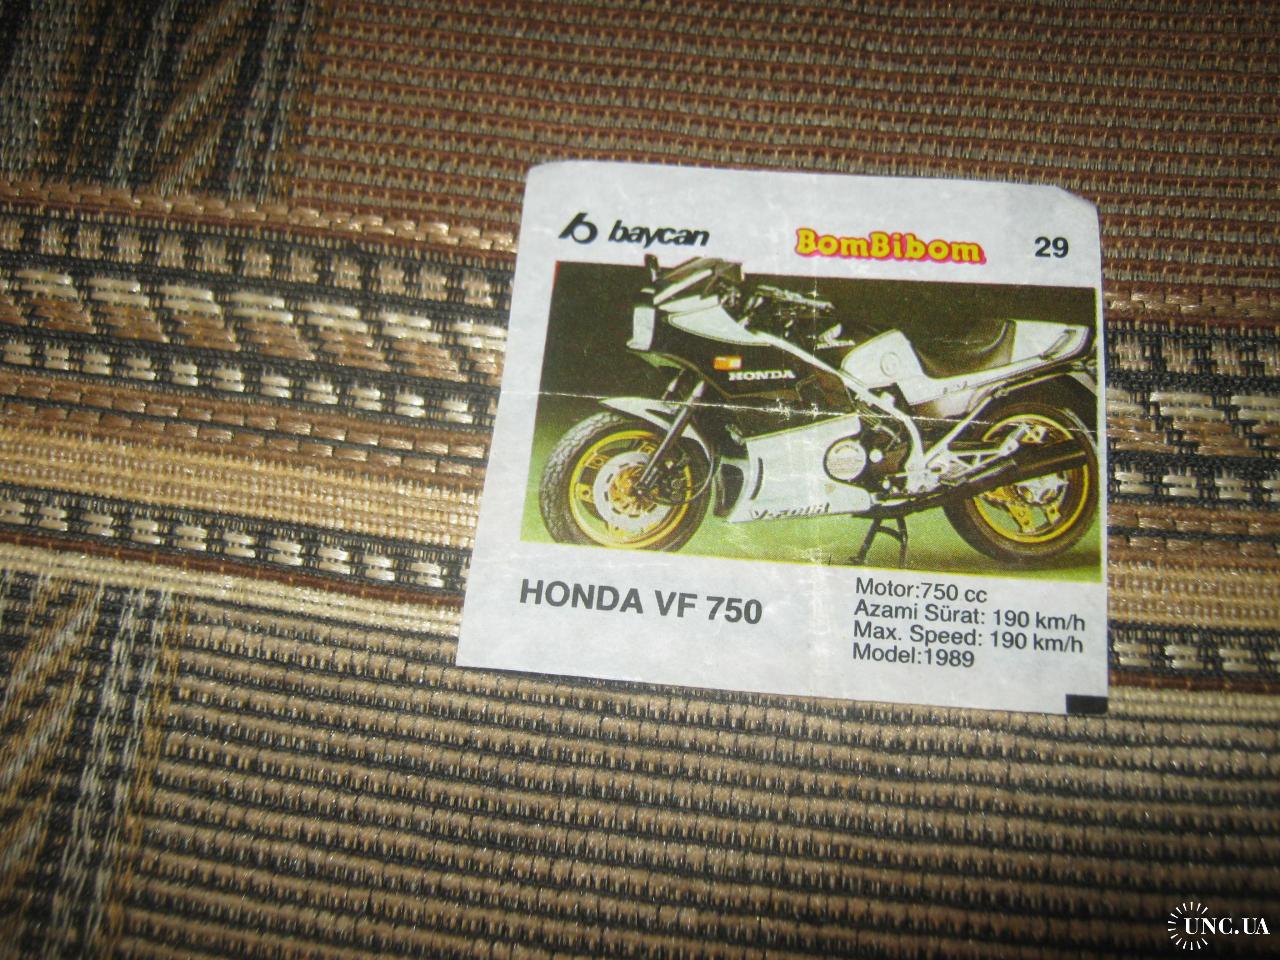 baycan
BomBibom
29
HONDA
HONDA VF 750
Motor:750 cc
Azami Sürat: 190 km/h
Max. Speed: 190 km/h
Model:1989
UNC.UA